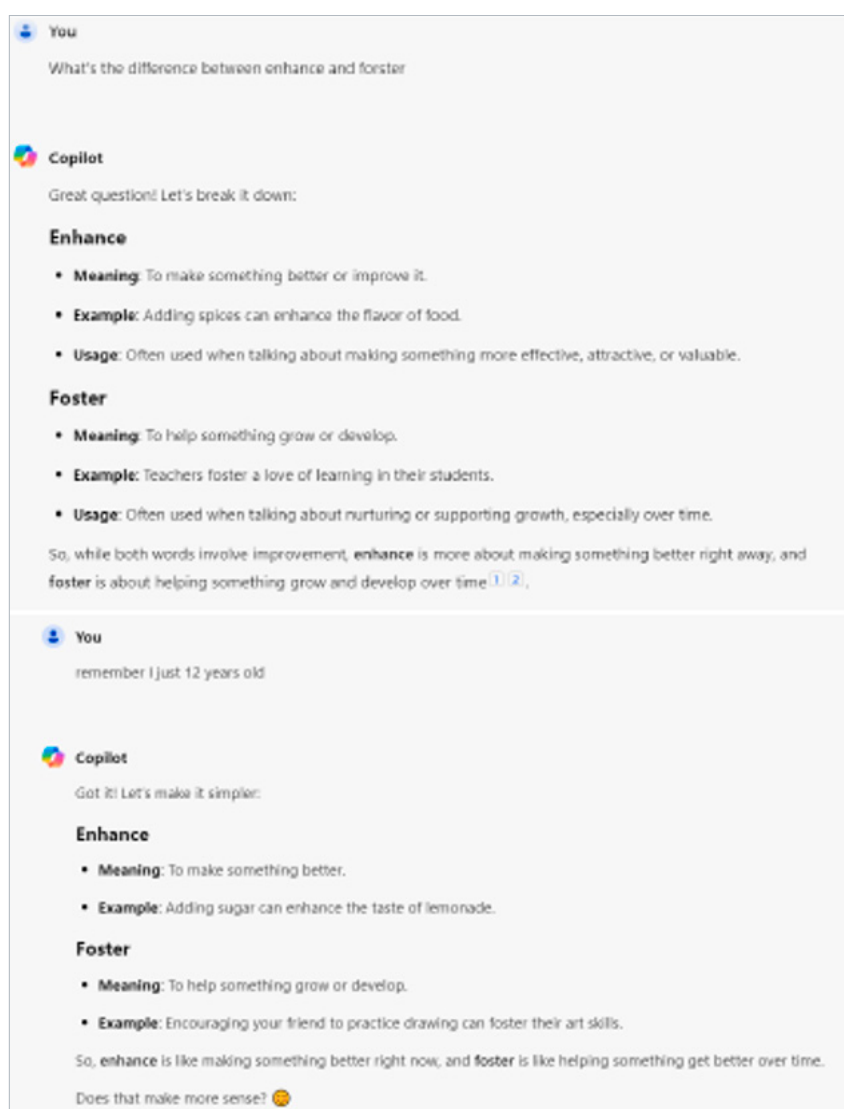 You
What's the difference between enhance and forster
Copilot
Great question! Let's break it down:
Enhance
• Meaning: To make something better or improve it.
• Example: Adding spices can enhance the flavor of food.
• Usage: Often used when talking about making something more effective, attractive, or valuable.
Foster
• Meaning: To help something grow or develop.
• Example: Teachers foster a love of learning in their students.
• Usage: Often used when talking about nurturing or supporting growth, especially over time.
So, while both words involve improvement, enhance is more about making something better right away, and
foster is about helping something grow and develop over time 1 2 .
You
remember I just 12 years old
Copilot
Got it! Let's make it simpler:
Enhance
• Meaning: To make something better.
• Example: Adding sugar can enhance the taste of lemonade.
Foster
• Meaning: To help something grow or develop.
• Example: Encouraging your friend to practice drawing can foster their art skills.
So, enhance is like making something better right now, and foster is like helping something get better over time.
Does that make more sense?